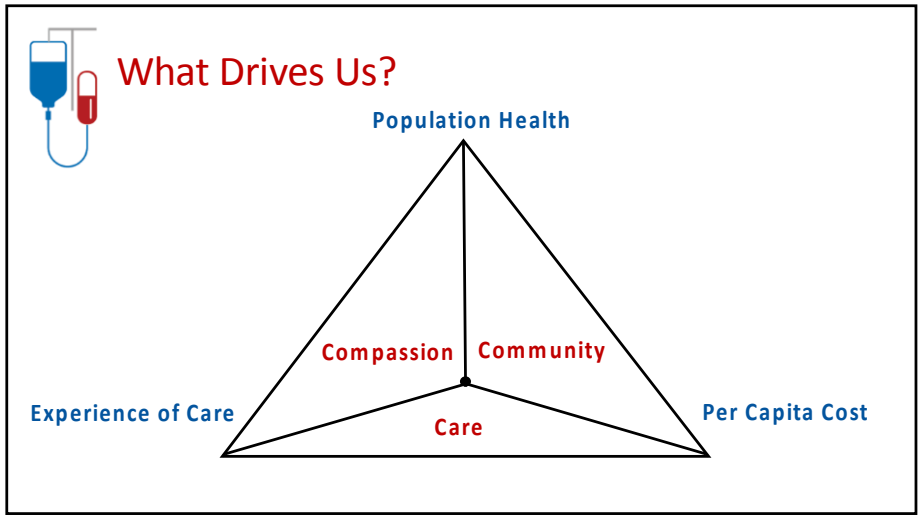 What Drives Us?
Population Health
Compassion
Community
Experience of Care
Per Capita Cost
Care